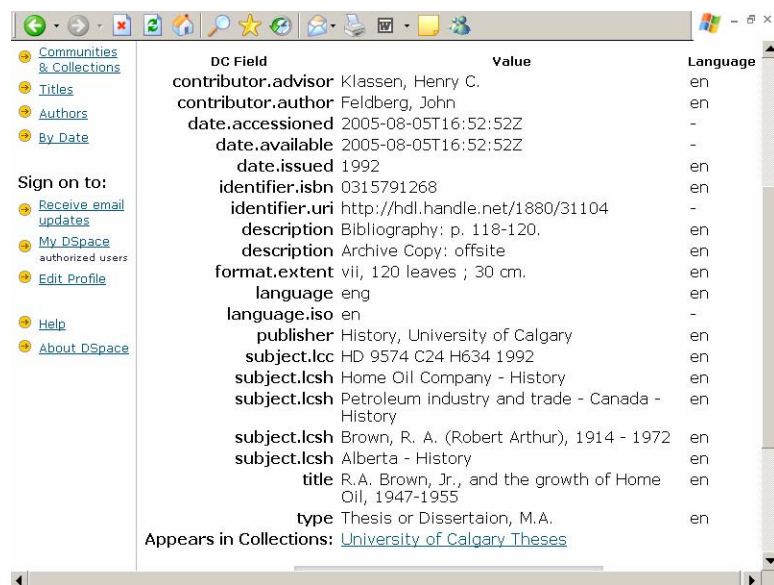 Communities
& Collections
Titles
Authors
By Date
Sign on to:
Receive email
updates
My DSpace
authorized users
Edit Profile
Help
About DSpace
DC Field Value Language
contributor.advisor Klassen, Henry C. en
contributor.author Feldberg, John en
date.accessioned 2005-08-05T16:52:52Z -
date.available 2005-08-05T16:52:52Z -
date.issued 1992 en
identifier.isbn 0315791268 en
identifier.uri http://hdl.handle.net/1880/31104 -
description Bibliography: p. 118-120. en
description Archive Copy: offsite en
format.extent vii, 120 leaves ; 30 cm. en
language eng en
language.iso en -
publisher History, University of Calgary en
subject.lcc HD 9574 C24 H634 1992 en
subject.lcsh Home Oil Company - History en
subject.lcsh Petroleum industry and trade - Canada - en
History
subject.lcsh Brown, R. A. (Robert Arthur), 1914 - 1972 en
subject.lcsh Alberta - History en
title R.A. Brown, Jr., and the growth of Home en
Oil, 1947-1955
type Thesis or Dissertaion, M.A. en
Appears in Collections: University of Calgary Theses